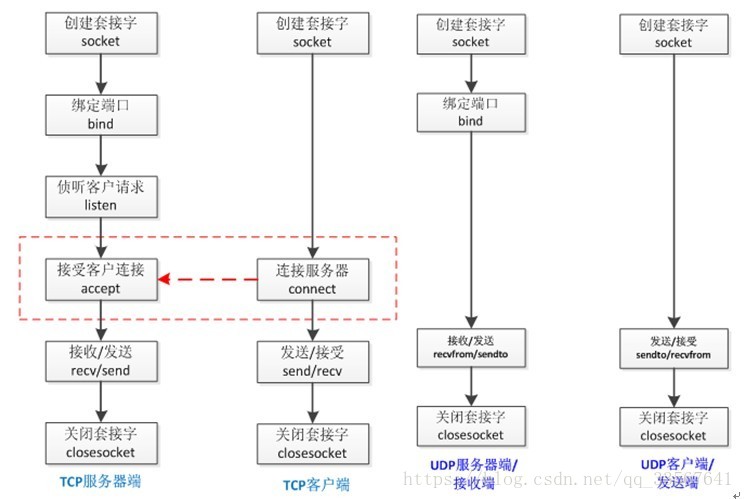 创建套接字
socket
绑定端口
bind
侦听客户请求
listen
接受客户连接
accept
接收/发送
recv/send
关闭套接字
closesocket
TCP服务器端
创建套接字
socket
连接服务器
connect
发送/接受
send/recv
关闭套接字
closesocket
TCP客户端
创建套接字
socket
绑定端口
bind
接收/发送
recvfrom/sendto
关闭套接字
closesocket
UDP服务器端/
接收端
创建套接字
socket
发送/接受
sendto/recvfrom
关闭套接字
closesocket
UDP客户端/
发送端